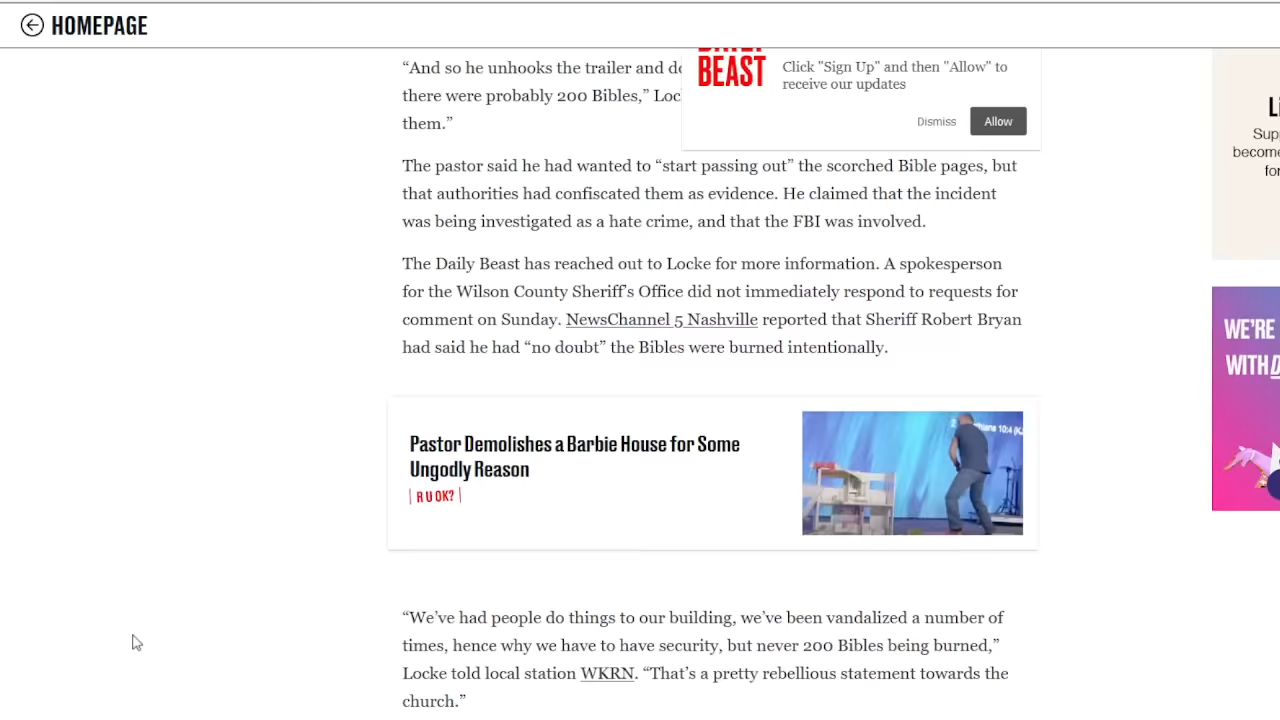 HOMEPAGE
“And so he unhooks the trailer and
there were probably 200 Bibles,”
them.”
BEAST
Click "Sign Up" and then "Allow" to
receive our updates
Dismiss
Allow
The pastor said he had wanted to “start passing out” the scorched Bible pages, but
that authorities had confiscated them as evidence. He claimed that the incident
was being investigated as a hate crime, and that the FBI was involved.
The Daily Beast has reached out to Locke for more information. A spokesperson
for the Wilson County Sheriff’s Office did not immediately respond to requests for
comment on Sunday. NewsChannel 5 Nashville reported that Sheriff Robert Bryan
had said he had “no doubt” the Bibles were burned intentionally.
Pastor Demolishes a Barbie House for Some
Ungodly Reason
R U OK?
“We’ve had people do things to our building, we’ve been vandalized a number of
times, hence why we have to have security, but never 200 Bibles being burned,”
Locke told local station WKRN. “That’s a pretty rebellious statement towards the
church.”
WE’RE
WITH